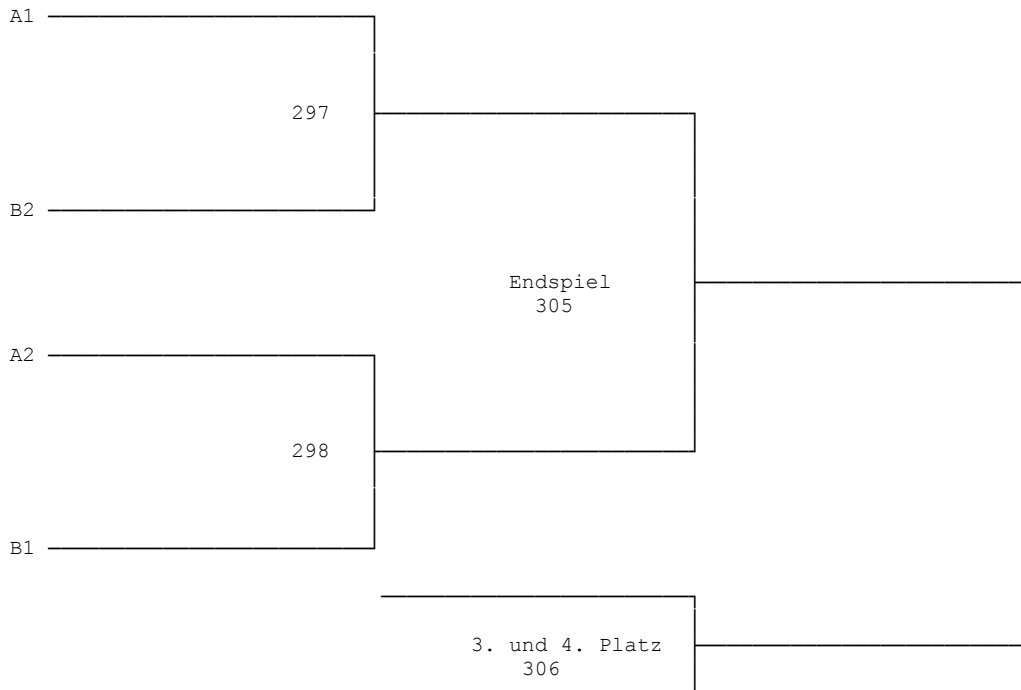 A1
297
B2
Endspiel
305
A2
298
B1
3. und 4. Platz
306